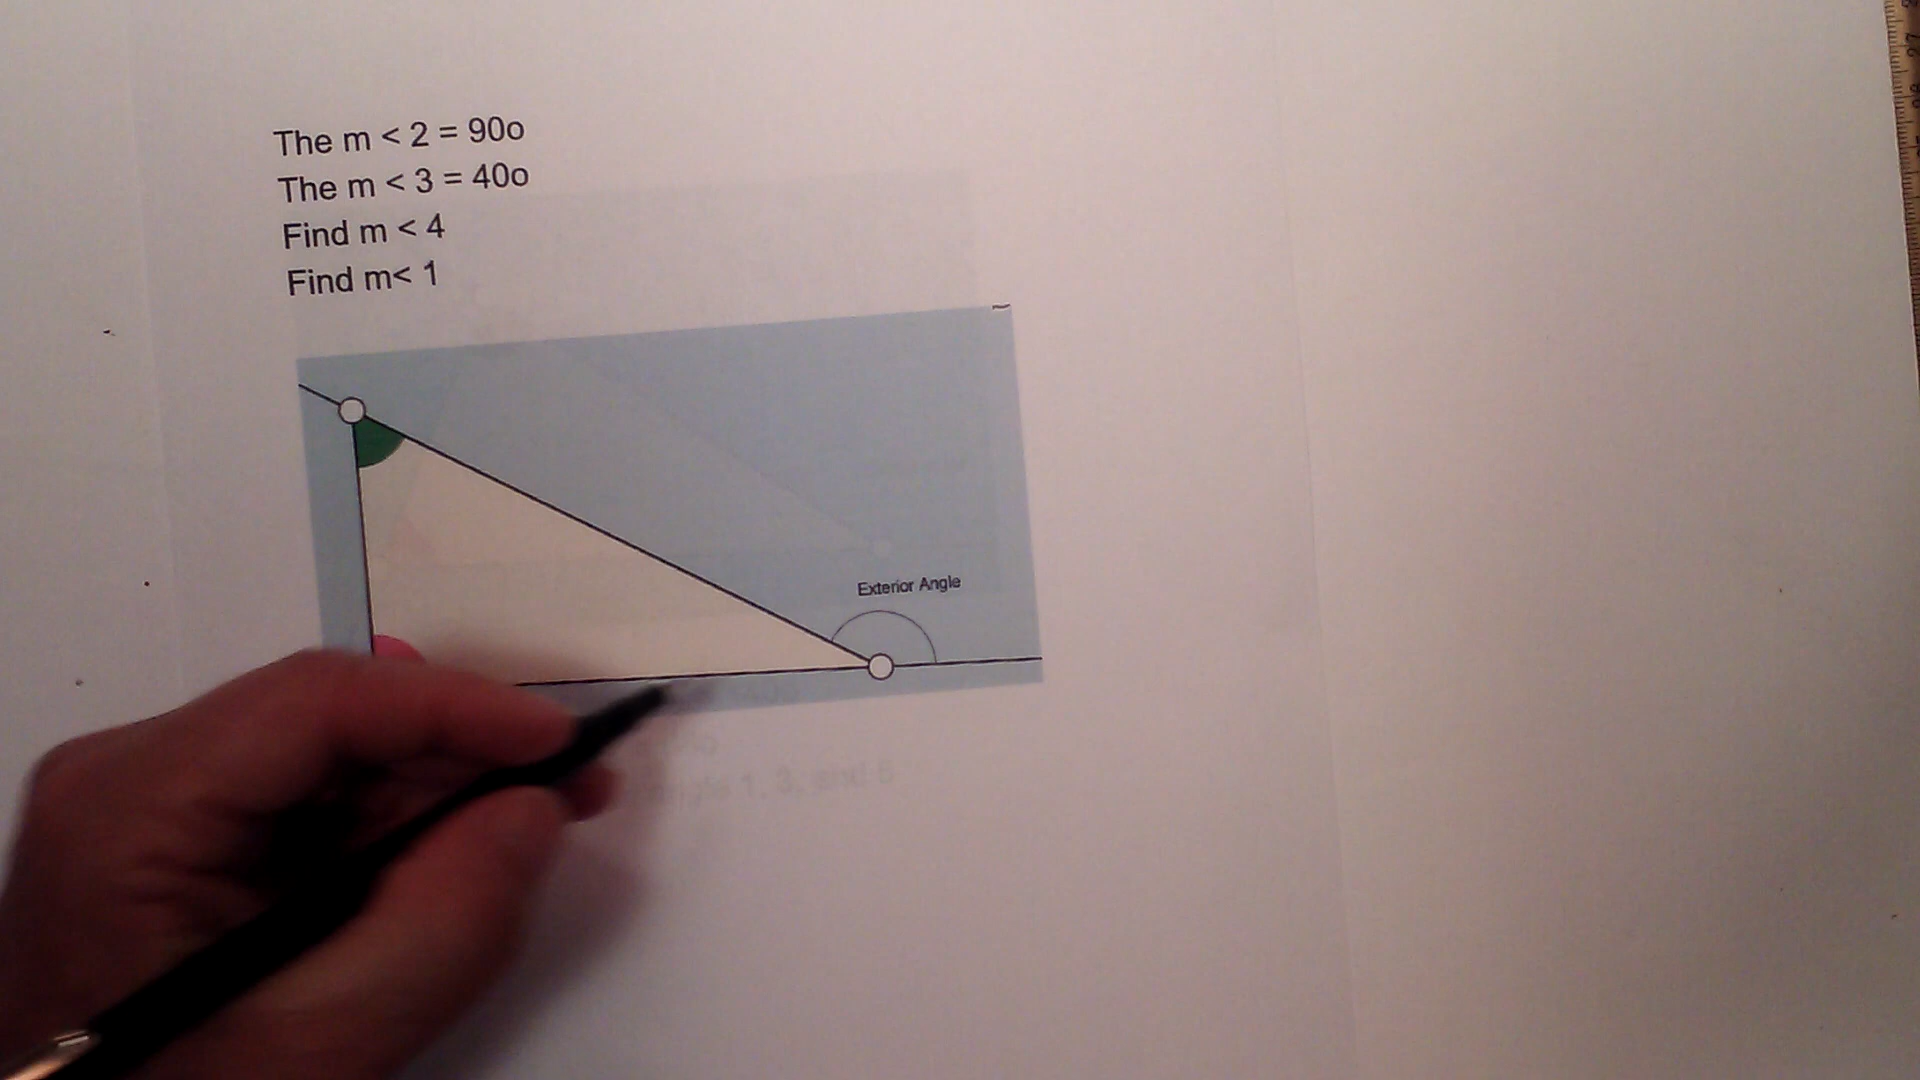 The m < 2 = 90o
The m < 3 = 40o
Find m < 4
Find m< 1
Exterior Angle